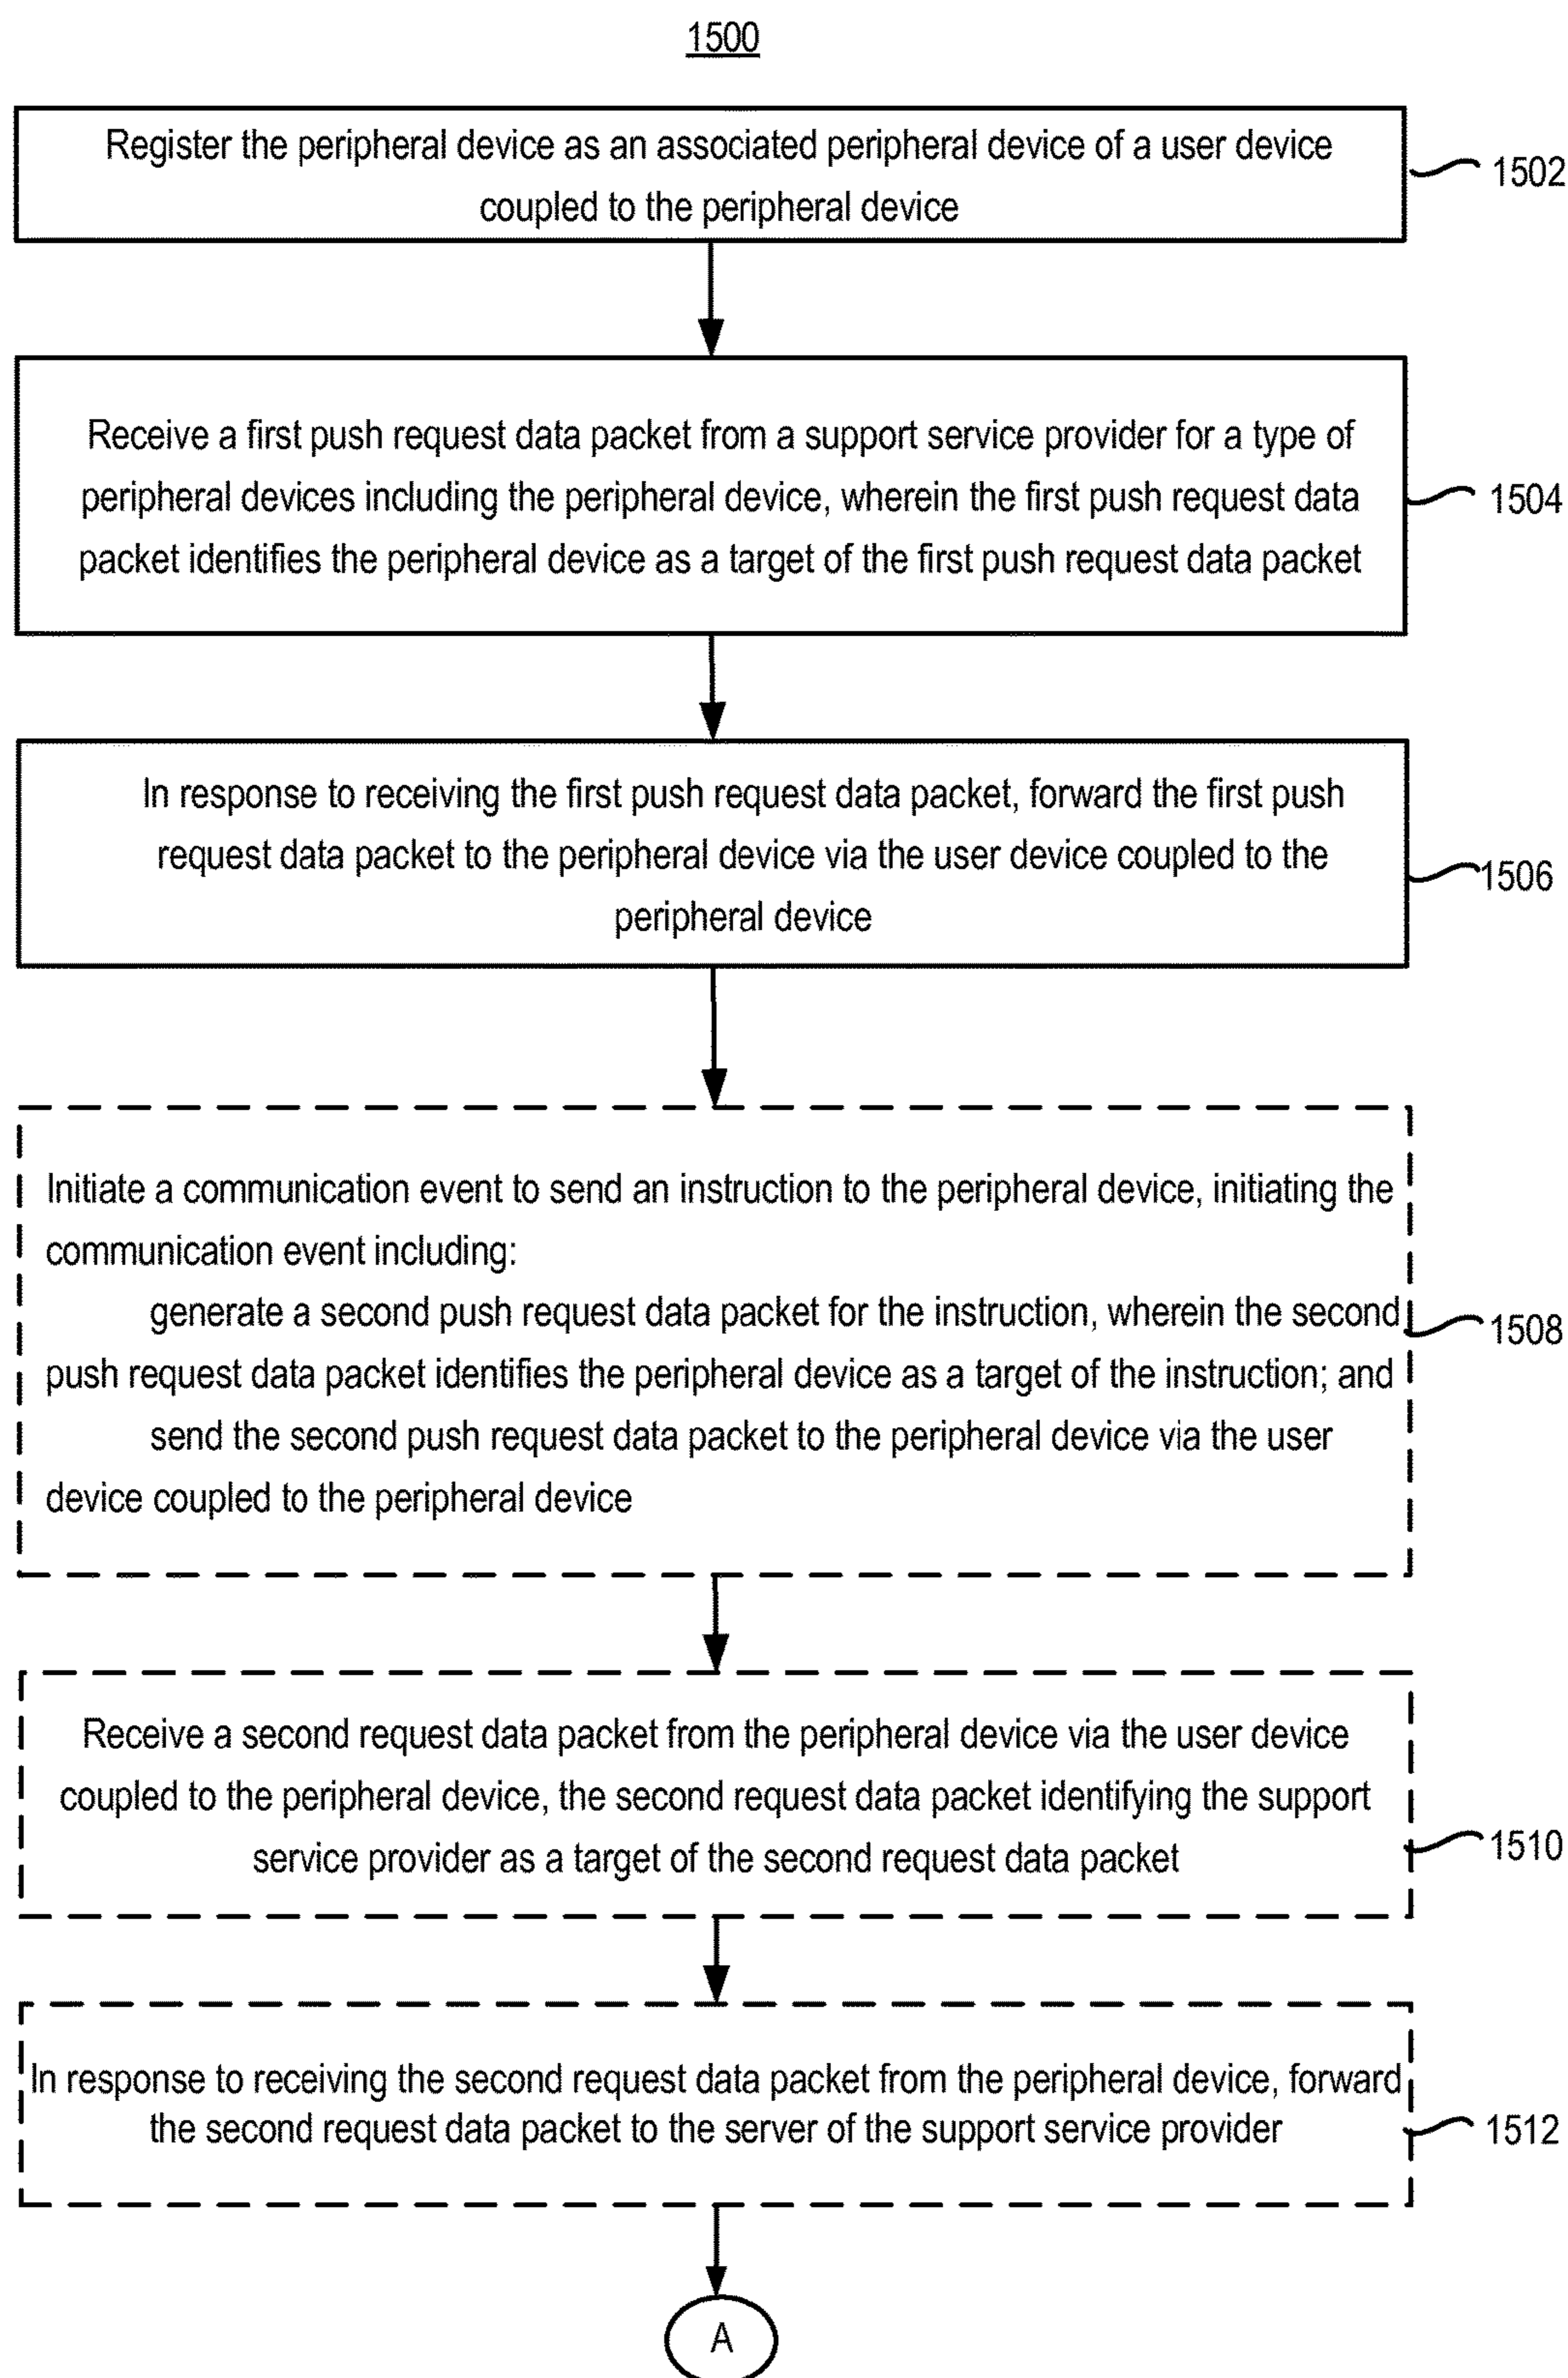 1500
Register the peripheral device as an associated peripheral device of a user device
coupled to the peripheral device
1502
Receive a first push request data packet from a support service provider for a type of
peripheral devices including the peripheral device, wherein the first push request data
packet identifies the peripheral device as a target of the first push request data packet
1504
In response to receiving the first push request data packet, forward the first push
request data packet to the peripheral device via the user device coupled to the
peripheral device
1506
Initiate a communication event to send an instruction to the peripheral device, initiating the
communication event including:
generate a second push request data packet for the instruction, wherein the second
push request data packet identifies the peripheral device as a target of the instruction; and
send the second push request data packet to the peripheral device via the user
device coupled to the peripheral device
1508
Receive a second request data packet from the peripheral device via the user device
coupled to the peripheral device, the second request data packet identifying the support
service provider as a target of the second request data packet
1510
In response to receiving the second request data packet from the peripheral device, forward
the second request data packet to the server of the support service provider
1512
A